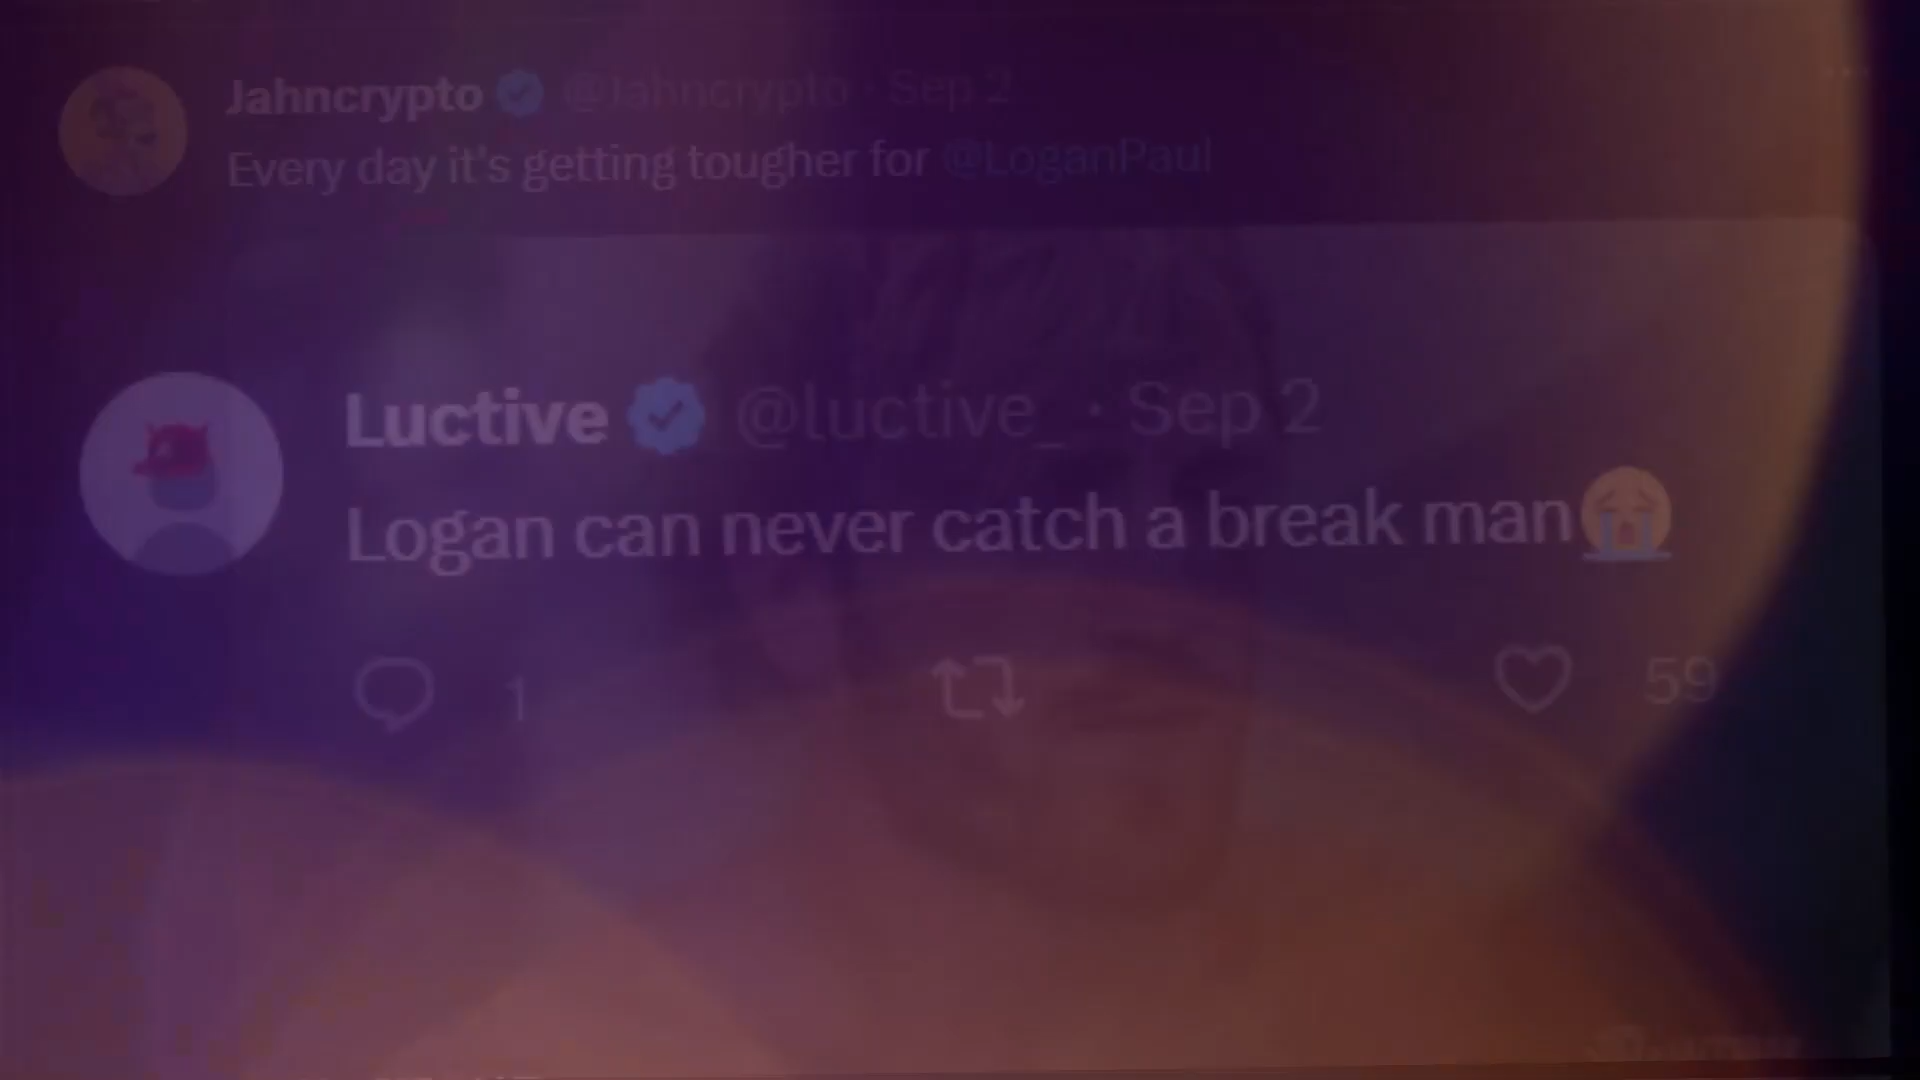 Jahncrypto @Jahncrypto · Sep 2
Every day it's getting tougher for @LoganPaul
Luctive @luctive_ · Sep 2
Logan can never catch a break man😭
1 59